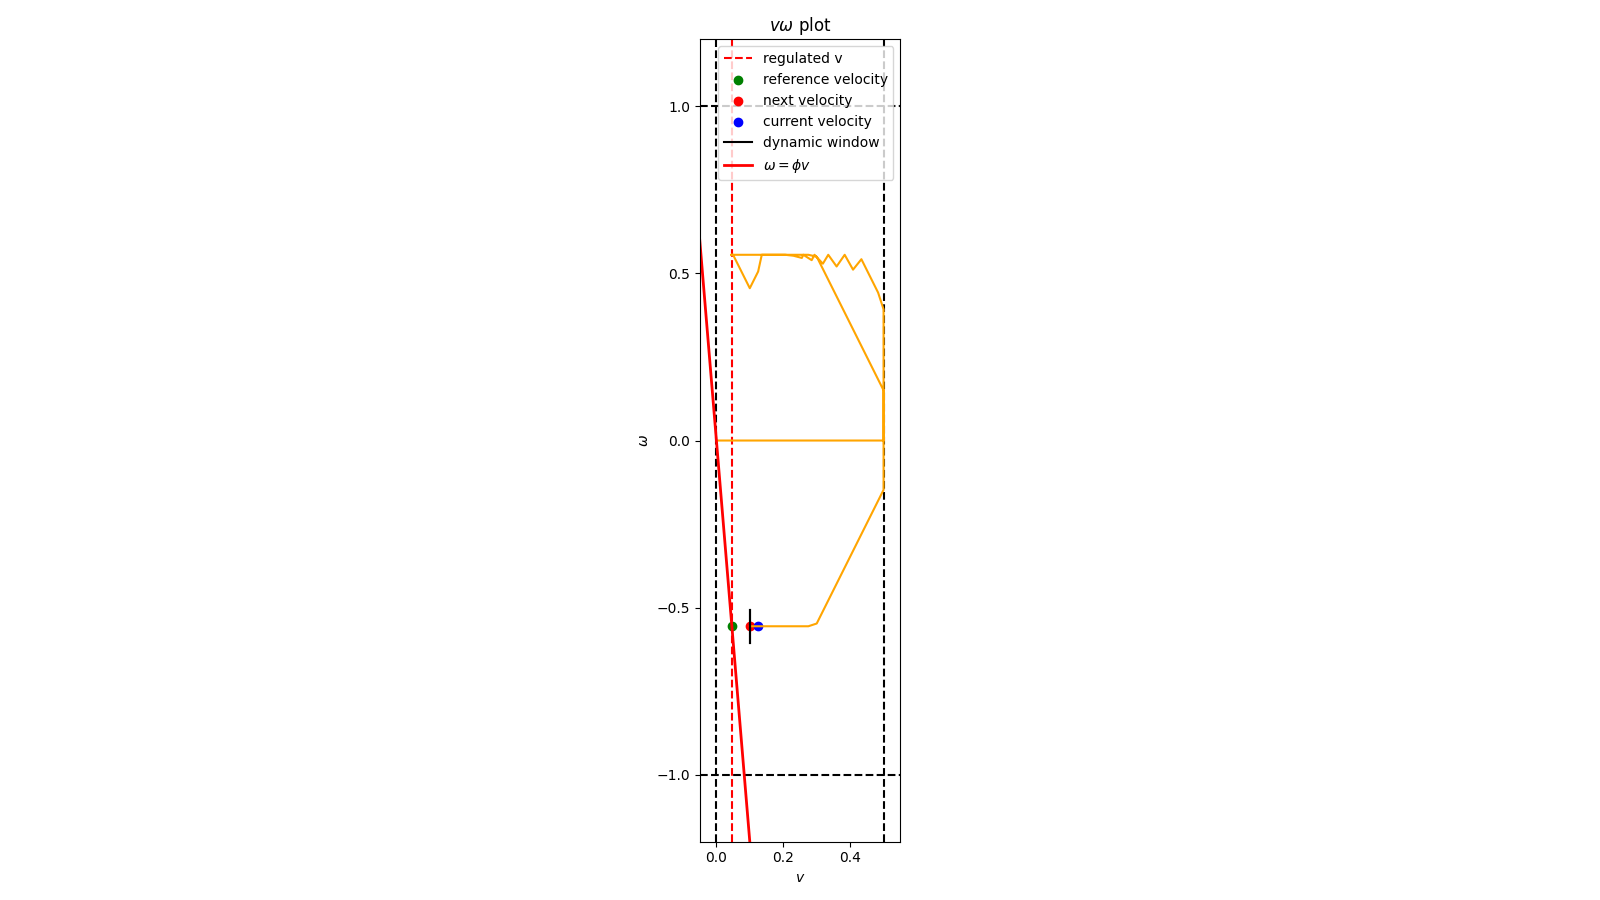 vω plot
regulated v
reference velocity
next velocity
current velocity
dynamic window
ω = ϕv
1.0
0.5
0.0
−0.5
−1.0
ω
0.0 0.2 0.4
v